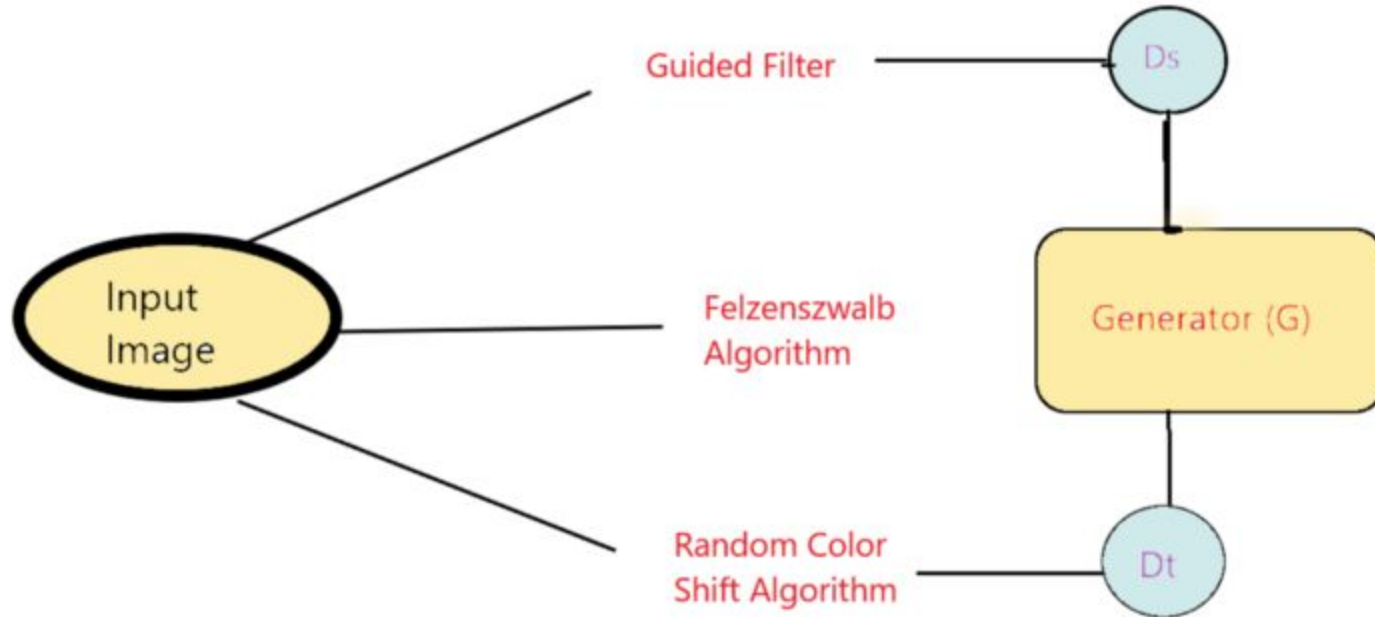 Guided Filter
Ds
Input
Image
Felzenszwalb
Algorithm
Generator (G)
Random Color
Shift Algorithm
Dt